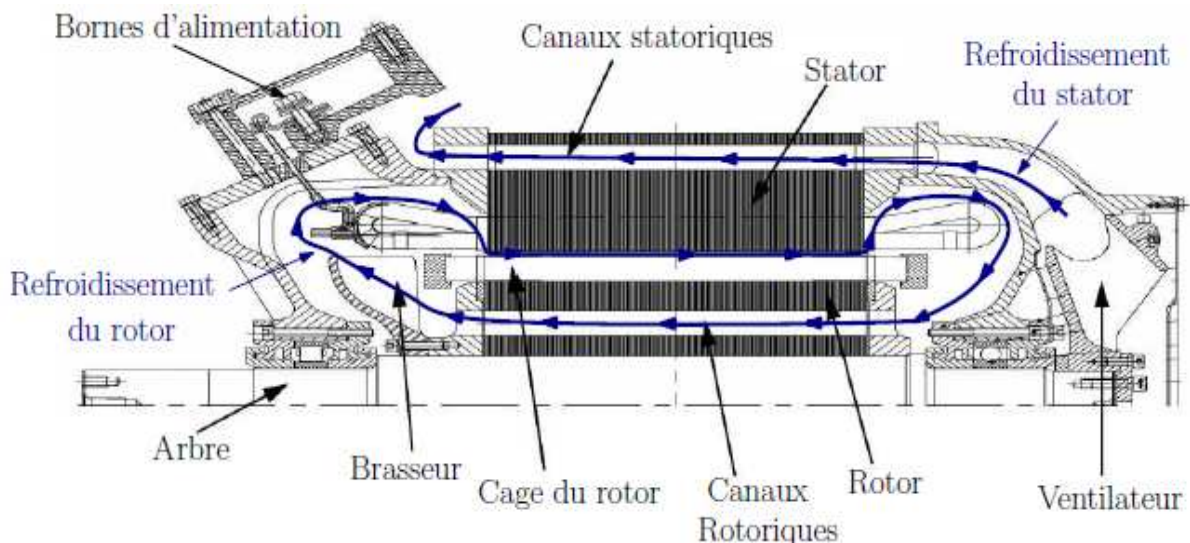 Bornes d'alimentation
Canaux statoriques
Stator
Refroidissement
du stator
Refroidissement
du rotor
Arbre
Brasseur
Cage du rotor
Canaux
Rotoriques
Rotor
Ventilateur